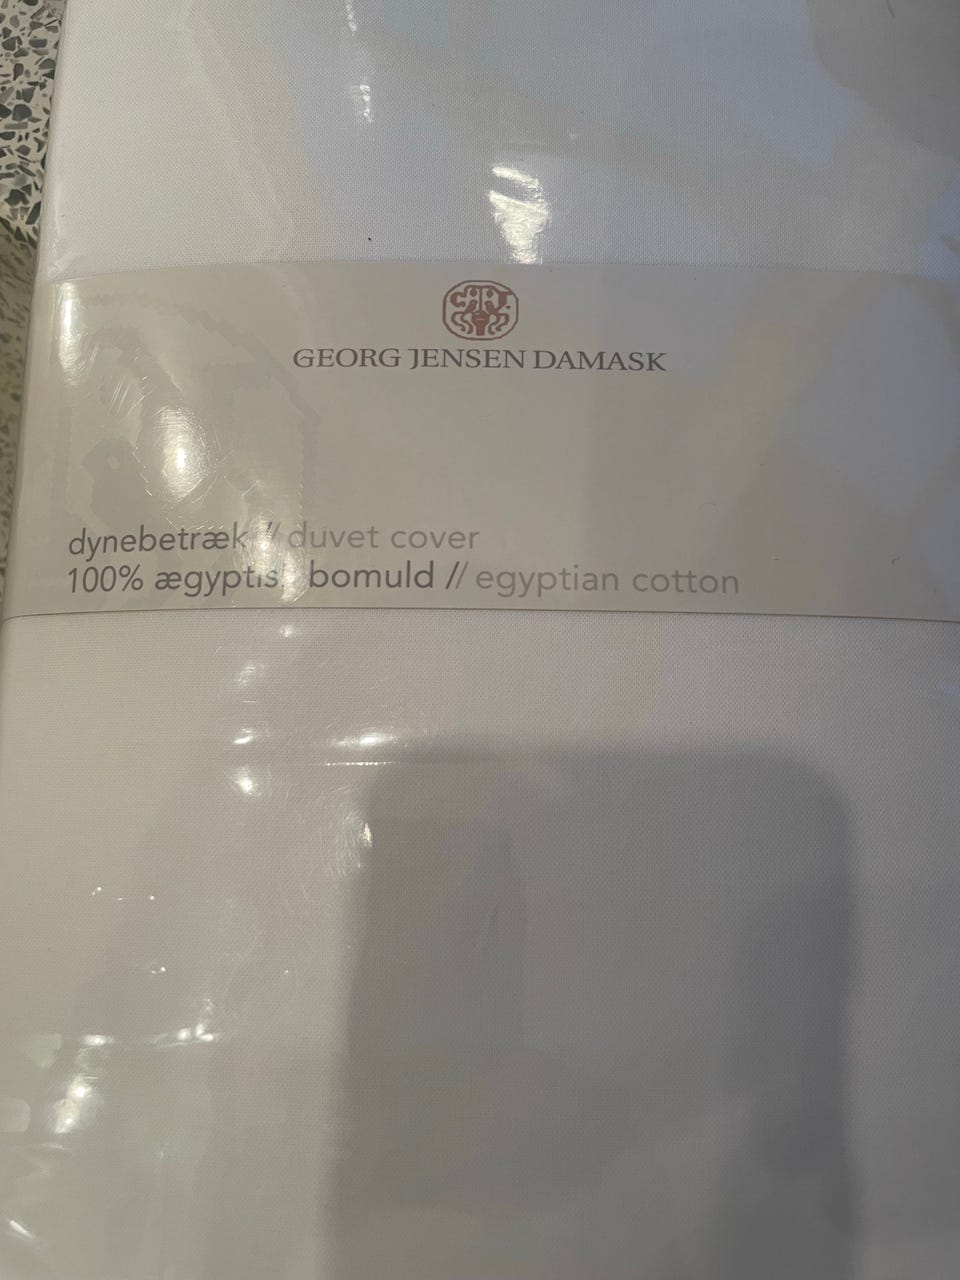 GEORG JENSEN DAMASK
dynebetræk // duvet cover
100% ægyptisk bomuld // egyptian cotton